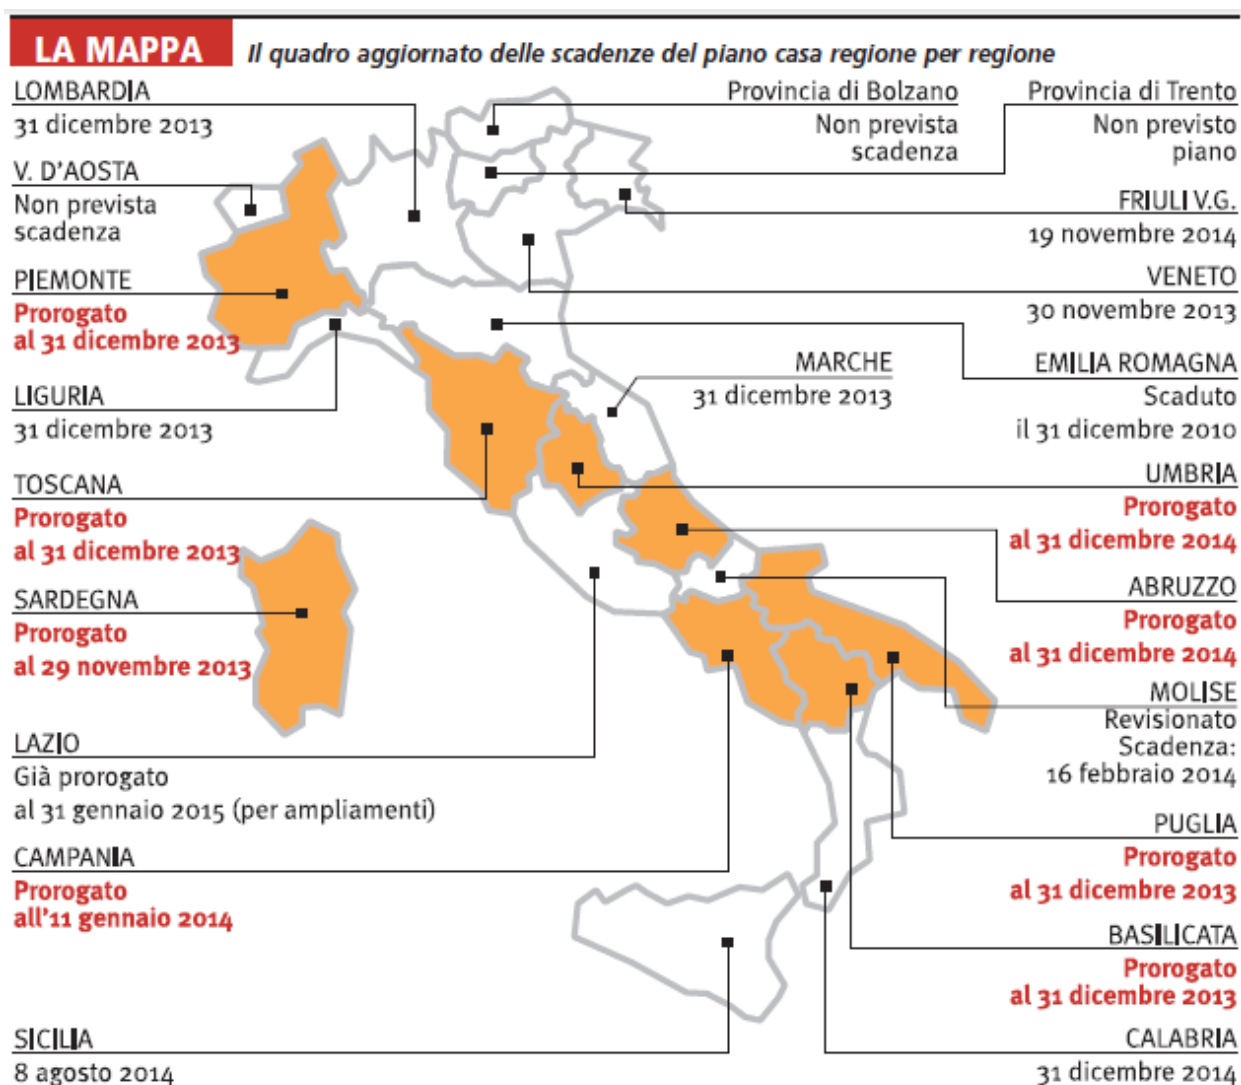 LA MAPPA
Il quadro aggiornato delle scadenze del piano casa regione per regione
LOMBARDIA
31 dicembre 2013
V. D'AOSTA
Non prevista
scadenza
PIEMONTE
Prorogato
al 31 dicembre 2013
LIGURIA
31 dicembre 2013
TOSCANA
Prorogato
al 31 dicembre 2013
SARDEGNA
Prorogato
al 29 novembre 2013
LAZIO
Già prorogato
al 31 gennaio 2015 (per ampliamenti)
CAMPANIA
Prorogato
all'11 gennaio 2014
SICILIA
8 agosto 2014
Provincia di Bolzano
Non prevista
scadenza
Provincia di Trento
Non previsto
piano
FRIULI V.G.
19 novembre 2014
VENETO
30 novembre 2013
EMILIA ROMAGNA
Scaduto
il 31 dicembre 2010
MARCHE
31 dicembre 2013
UMBRIA
Prorogato
al 31 dicembre 2014
ABRUZZO
Prorogato
al 31 dicembre 2014
MOLISE
Revisionato
Scadenza:
16 febbraio 2014
PUGLIA
Prorogato
al 31 dicembre 2013
BASILICATA
Prorogato
al 31 dicembre 2013
CALABRIA
31 dicembre 2014